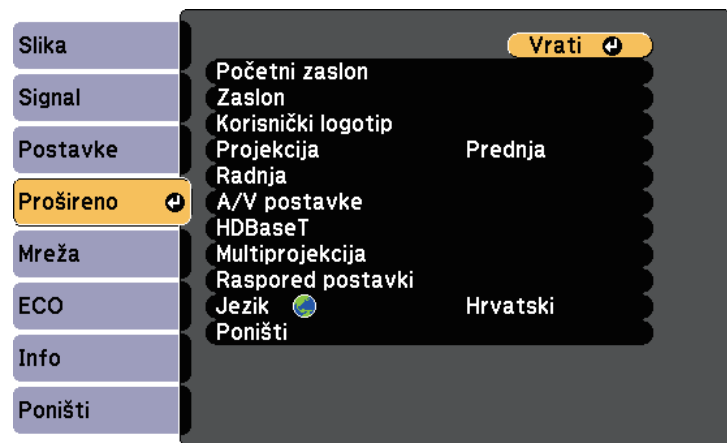 Slika
Signal
Postavke
Prošireno
Mreža
ECO
Info
Poništi
Vrati
Početni zaslon
Zaslon
Korisnički logotip
Projekcija Prednja
Radnja
A/V postavke
HDBaseT
Multiprojekcija
Raspored postavki
Jezik Hrvatski
Poništi